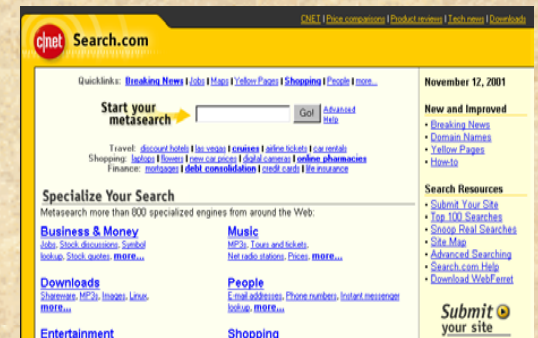 CNET | Price comparisons | Product reviews | Tech news | Downloads
c|net Search.com
Quicklinks: Breaking News | Jobs | Maps | Yellow Pages | Shopping | People | more...
Start your
metasearch
Go!
Advanced
Help
Travel: discount hotels | las vegas | cruises | airline tickets | car rentals
Shopping: laptops | flowers | new car prices | digital cameras | online pharmacies
Finance: mortgages | debt consolidation | credit cards | life insurance
Specialize Your Search
Metasearch more than 800 specialized engines from around the Web:
Business & Money
Jobs, Stock discussions, Symbol
lookup, Stock quotes, more...
Music
MP3s, Tours and tickets,
Net radio stations, Prices, more...
Downloads
Shareware, MP3s, Images, Linux,
more...
People
E-mail addresses, Phone numbers, Instant messenger
lookup, more...
Entertainment
Shopping
November 12, 2001
New and Improved
• Breaking News
• Domain Names
• Yellow Pages
• How-to
Search Resources
• Submit Your Site
• Top 100 Searches
• Snoop Real Searches
• Site Map
• Advanced Searching
• Search.com Help
• Download WebFerret
Submit
your site